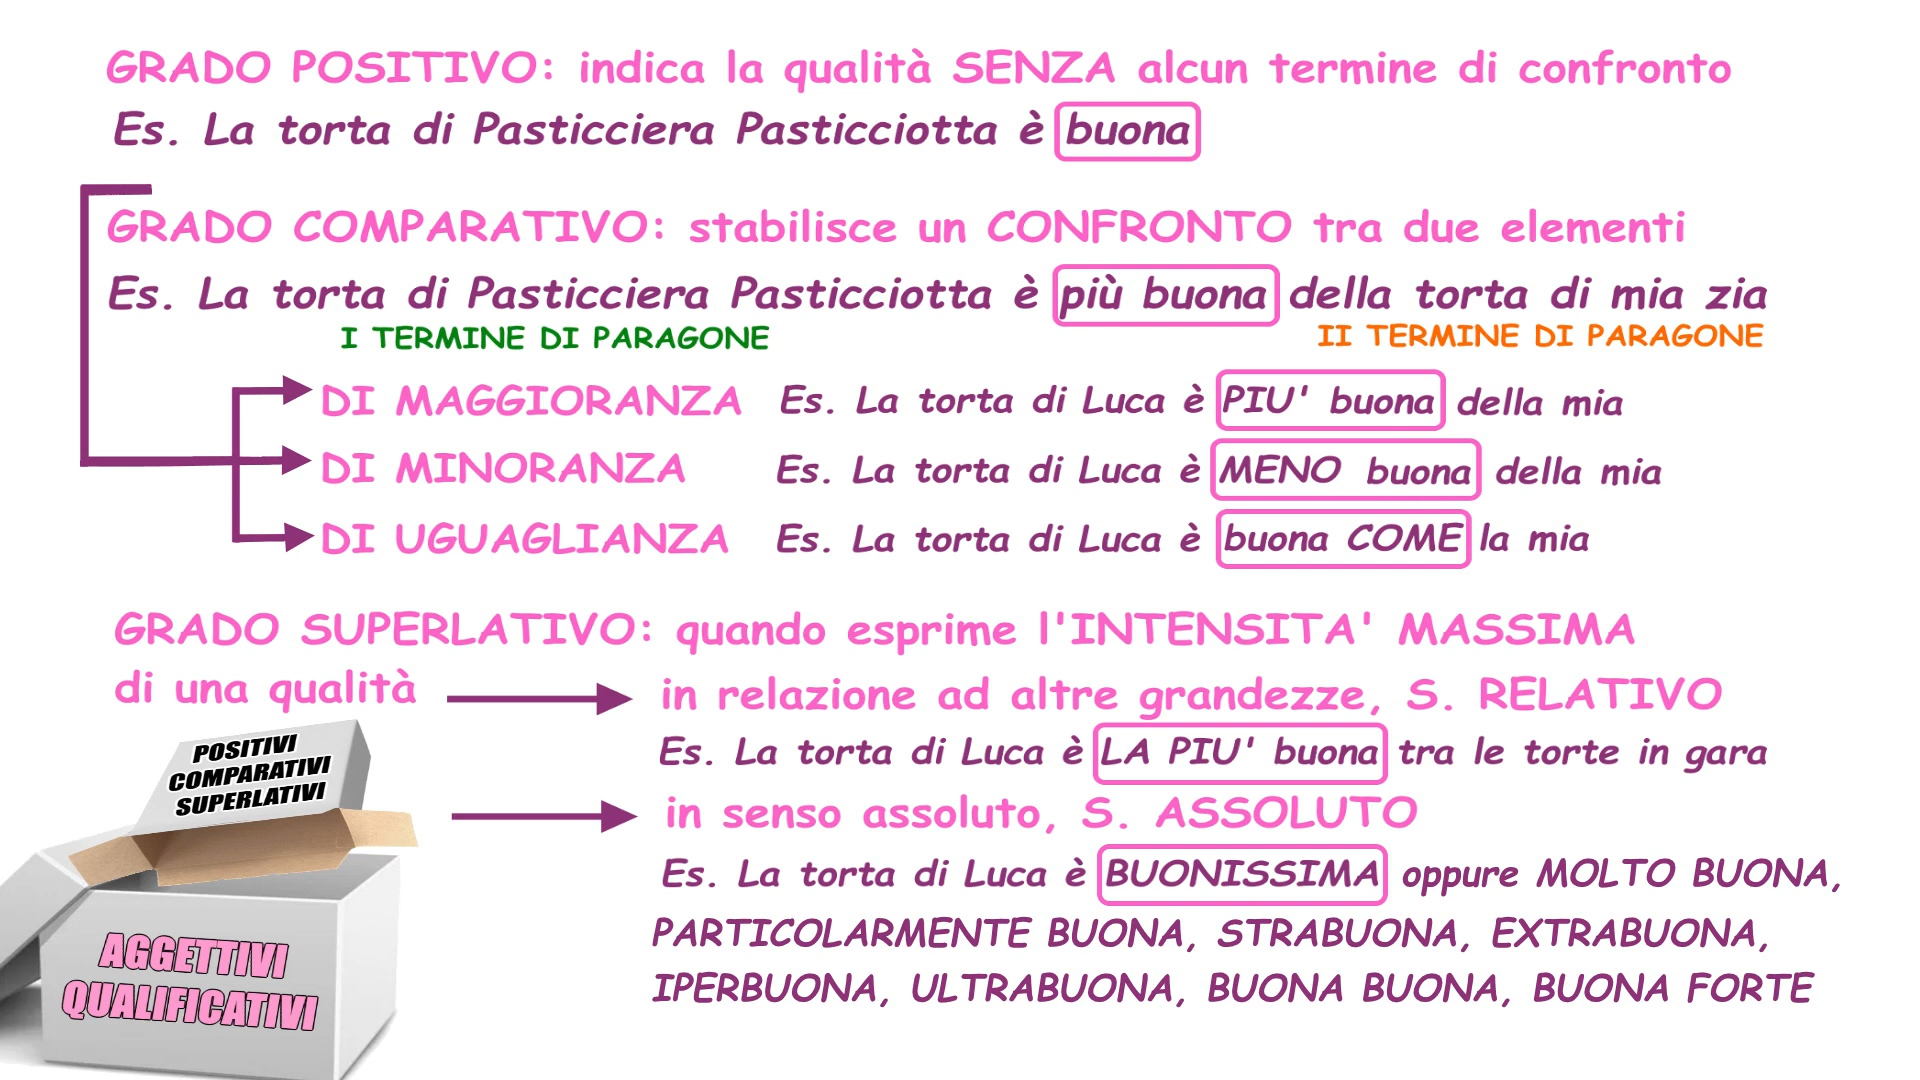 GRADO POSITIVO: indica la qualità SENZA alcun termine di confronto
Es. La torta di Pasticciera Pasticciotta è buona
GRADO COMPARATIVO: stabilisce un CONFRONTO tra due elementi
Es. La torta di Pasticciera Pasticciotta è più buona della torta di mia zia
I TERMINE DI PARAGONE II TERMINE DI PARAGONE
DI MAGGIORANZA Es. La torta di Luca è PIU' buona della mia
DI MINORANZA Es. La torta di Luca è MENO buona della mia
DI UGUAGLIANZA Es. La torta di Luca è buona COME la mia
GRADO SUPERLATIVO: quando esprime l'INTENSITA' MASSIMA
di una qualità in relazione ad altre grandezze, S. RELATIVO
Es. La torta di Luca è LA PIU' buona tra le torte in gara
in senso assoluto, S. ASSOLUTO
Es. La torta di Luca è BUONISSIMA oppure MOLTO BUONA,
PARTICOLARMENTE BUONA, STRABUONA, EXTRABUONA,
IPERBUONA, ULTRABUONA, BUONA BUONA, BUONA FORTE
POSITIVI
COMPARATIVI
SUPERLATIVI
AGGETTIVI
QUALIFICATIVI